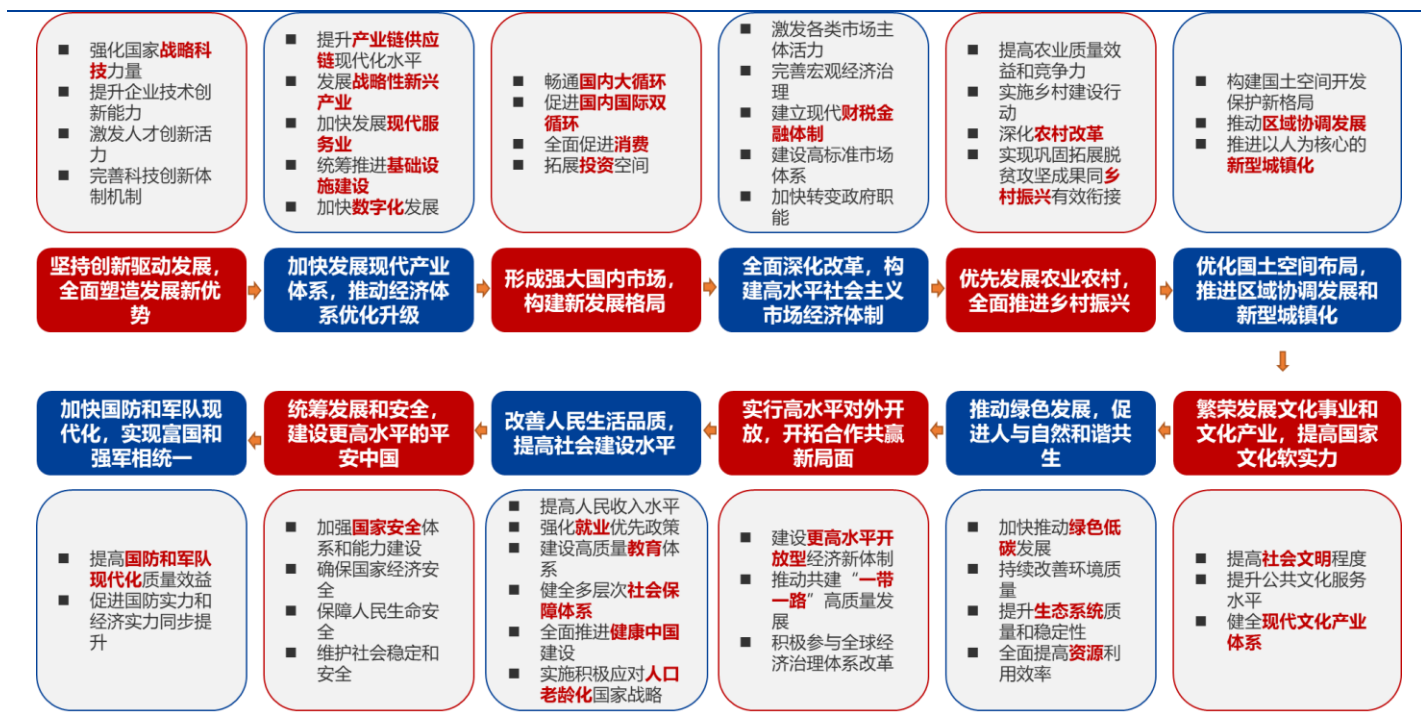 强化国家战略科
技力量
提升企业技术创
新能力
激发人才创新活
力
完善科技创新体
制机制
提升产业链供应
链现代化水平
发展战略性新兴
产业
加快发展现代服
务业
统筹推进基础设
施建设
加快数字化发展
畅通国内大循环
促进国内国际双
循环
全面促进消费
拓展投资空间
激发各类市场主
体活力
完善宏观经济治
理
建立现代财税金
融体制
建设高标准市场
体系
加快转变政府职
能
提高农业质量效
益和竞争力
实施乡村建设行
动
深化农村改革
实现巩固拓展脱
贫攻坚成果同乡
村振兴有效衔接
构建国土空间开发
保护新格局
推动区域协调发展
推进以人为核心的
新型城镇化
坚持创新驱动发展，
全面塑造发展新优
势
加快发展现代产业
体系，推动经济体
系优化升级
形成强大国内市场，
构建新发展格局
全面深化改革，构
建高水平社会主义
市场经济体制
优先发展农业农村，
全面推进乡村振兴
优化国土空间布局，
推进区域协调发展和
新型城镇化
繁荣发展文化事业和
文化产业，提高国家
文化软实力
推动绿色发展，促
进人与自然和谐共
生
实行高水平对外开
放，开拓合作共赢
新局面
改善人民生活品质，
提高社会建设水平
统筹发展和安全，
建设更高水平的平
安中国
加快国防和军队现
代化，实现富国和
强军相统一
提高社会文明程度
提升公共文化服务
水平
健全现代文化产业
体系
加快推动绿色低
碳发展
持续改善环境质
量
提升生态系统质
量和稳定性
全面提高资源利
用效率
建设更高水平开
放型经济新体制
推动共建“一带
一路”高质量发
展
积极参与全球经
济治理体系改革
提高人民收入水平
强化就业优先政策
建设高质量教育体
系
健全多层次社会保
障体系
全面推进健康中国
建设
实施积极应对人口
老龄化国家战略
加强国家安全体
系和能力建设
确保国家经济安
全
保障人民生命安
全
维护社会稳定和
安全
提高国防和军队
现代化质量效益
促进国防实力和
经济实力同步提
升